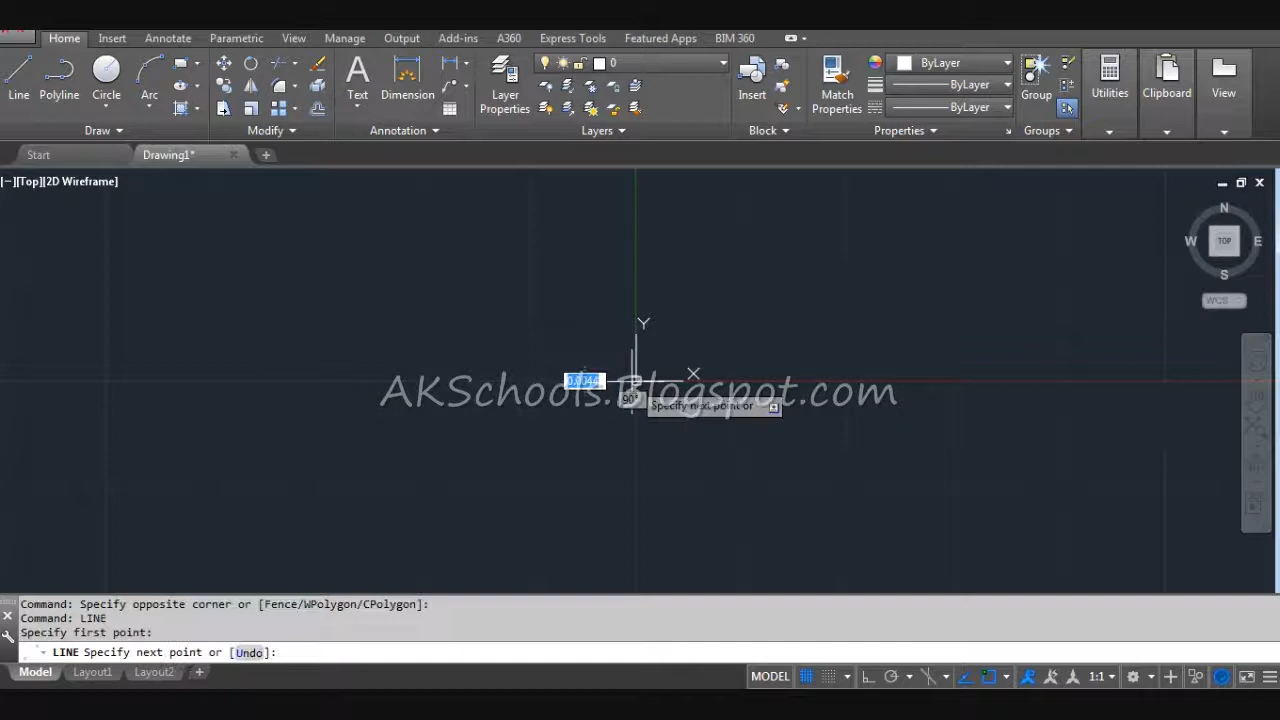 Home Insert Annotate Parametric View Manage Output Add-ins A360 Express Tools Featured Apps BIM 360
Line Polyline Circle Arc Text Dimension Layer Properties 0 Insert Match Properties ByLayer Group Utilities Clipboard View
ByLayer
ByLayer
Draw Modify Annotation Layers Block Properties Groups
Start Drawing1*
[−][Top][2D Wireframe]
N
W TOP E
S
WCS
Y
X
0.0044
AKSchools.Blogspot.com
90°
Specify next point or
Command: Specify opposite corner or [Fence/WPolygon/CPolygon]:
Command: LINE
Specify first point:
LINE Specify next point or [Undo]:
Model Layout1 Layout2 +
MODEL 1:1